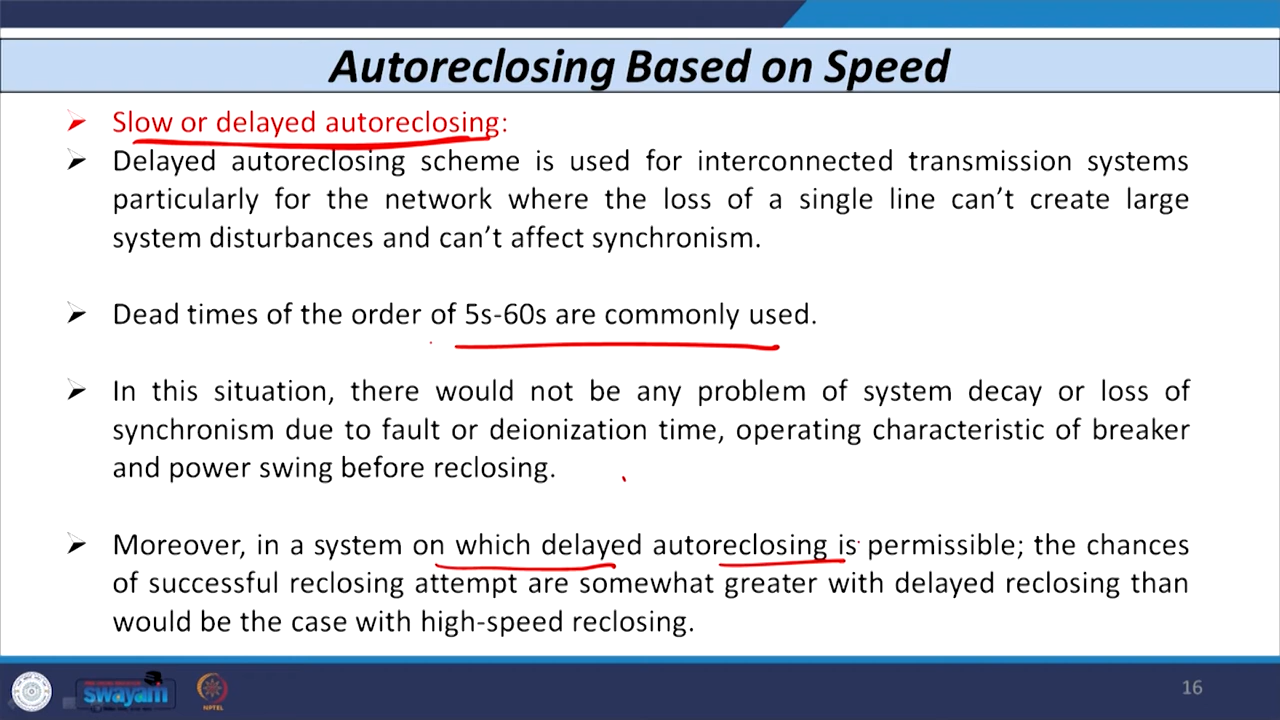 Autoreclosing Based on Speed
Slow or delayed autoreclosing:
Delayed autoreclosing scheme is used for interconnected transmission systems
particularly for the network where the loss of a single line can't create large
system disturbances and can't affect synchronism.
Dead times of the order of 5s-60s are commonly used.
In this situation, there would not be any problem of system decay or loss of
synchronism due to fault or deionization time, operating characteristic of breaker
and power swing before reclosing.
Moreover, in a system on which delayed autoreclosing is permissible; the chances
of successful reclosing attempt are somewhat greater with delayed reclosing than
would be the case with high-speed reclosing.
swayam
NPTEL
16